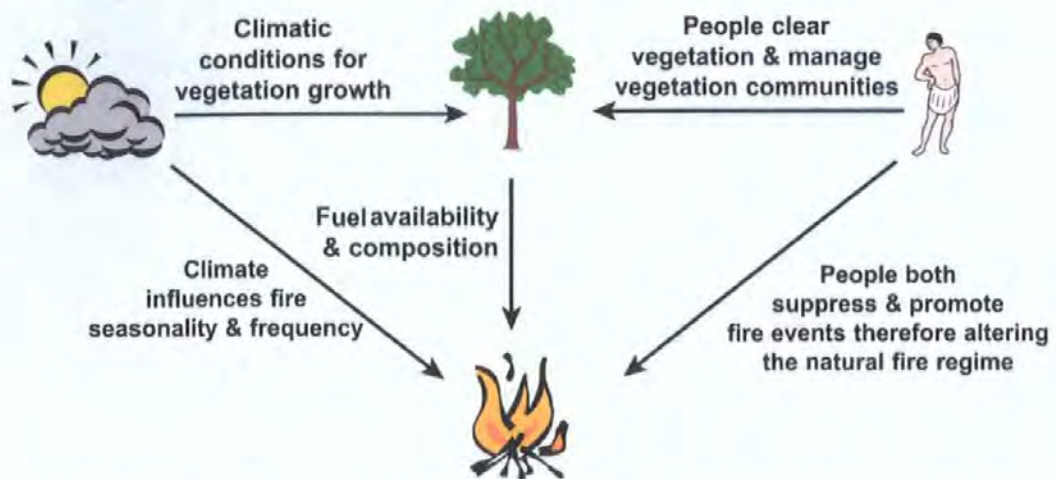 Climatic
conditions for
vegetation growth
People clear
vegetation & manage
vegetation communities
Fuel availability
& composition
Climate
influences fire
seasonality & frequency
People both
suppress & promote
fire events therefore altering
the natural fire regime